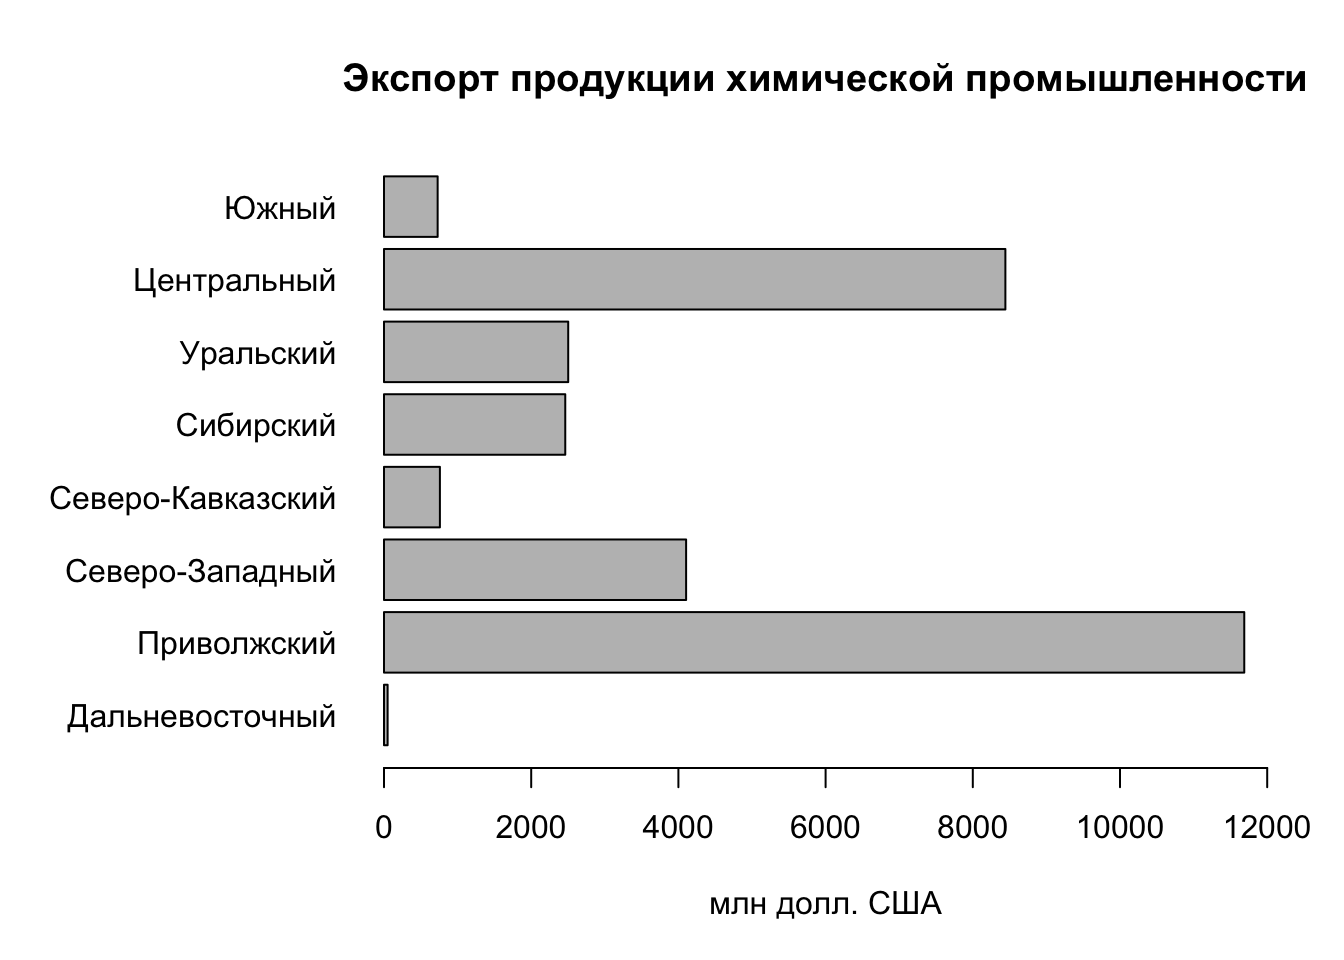 Экспорт продукции химической промышленности
Южный
Центральный
Уральский
Сибирский
Северо-Кавказский
Северо-Западный
Приволжский
Дальневосточный
0 2000 4000 6000 8000 10000 12000
млн долл. США